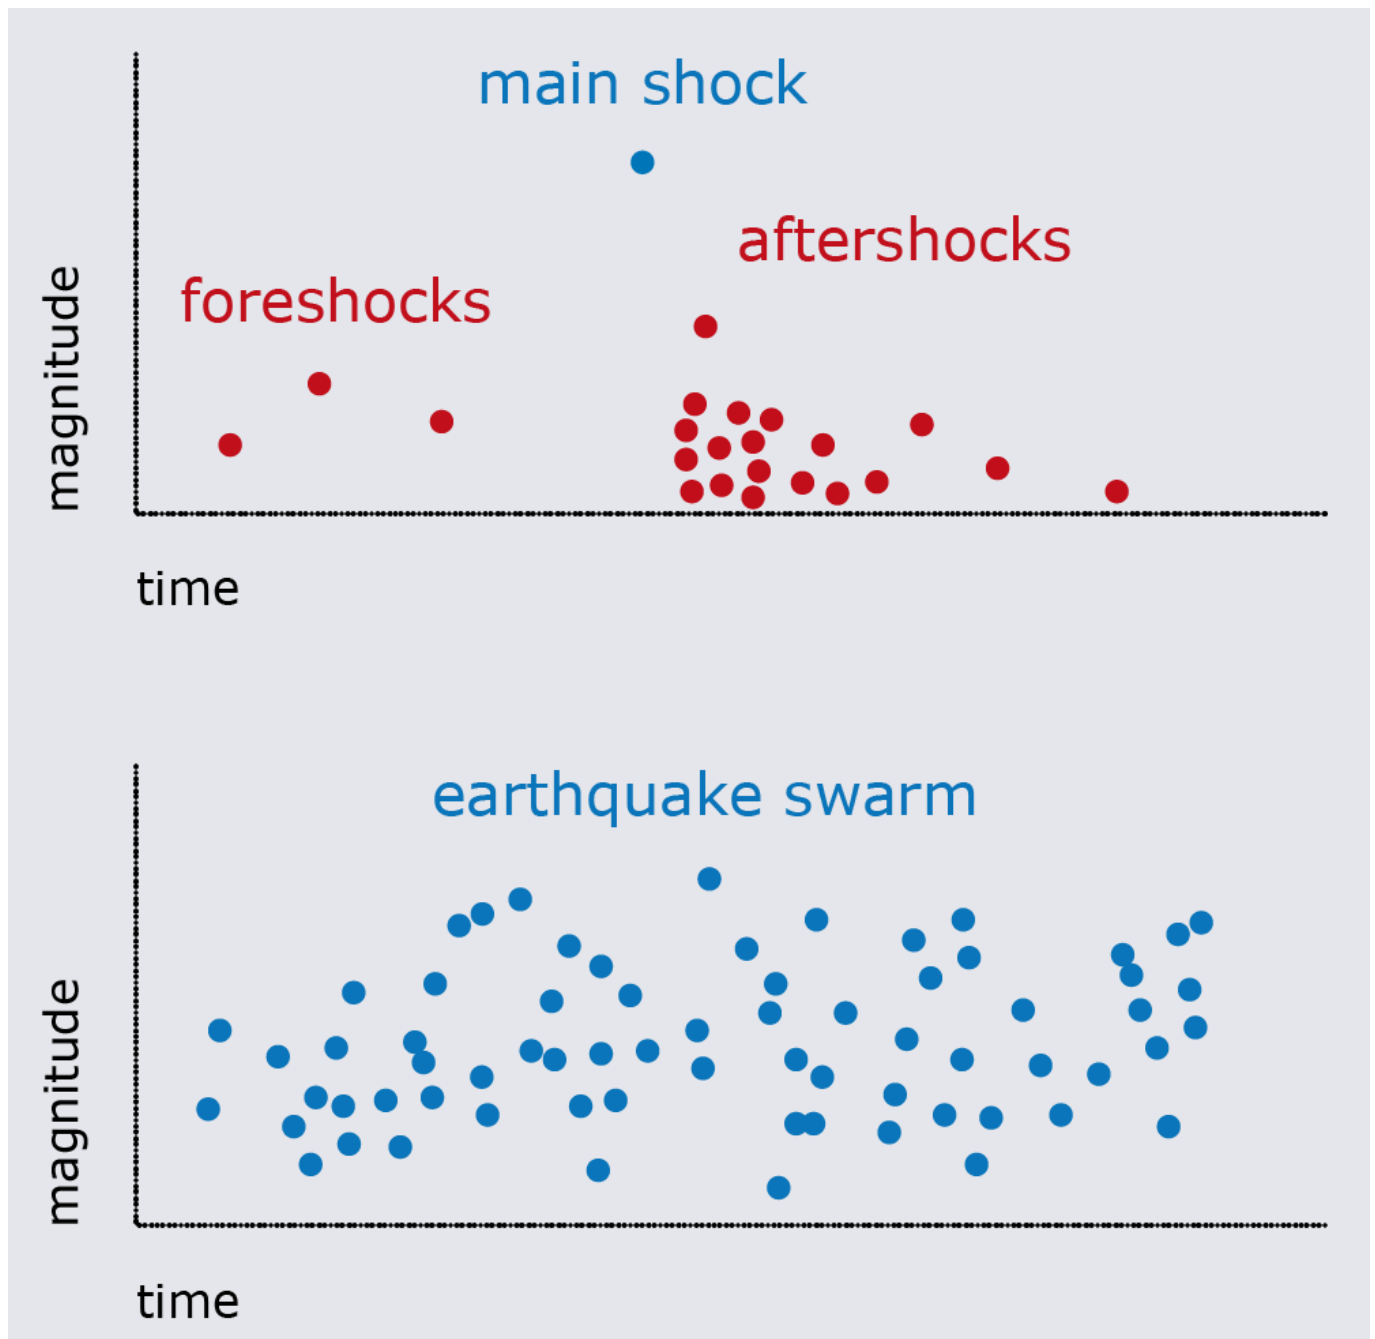 main shock
aftershocks
foreshocks
magnitude
time
earthquake swarm
magnitude
time